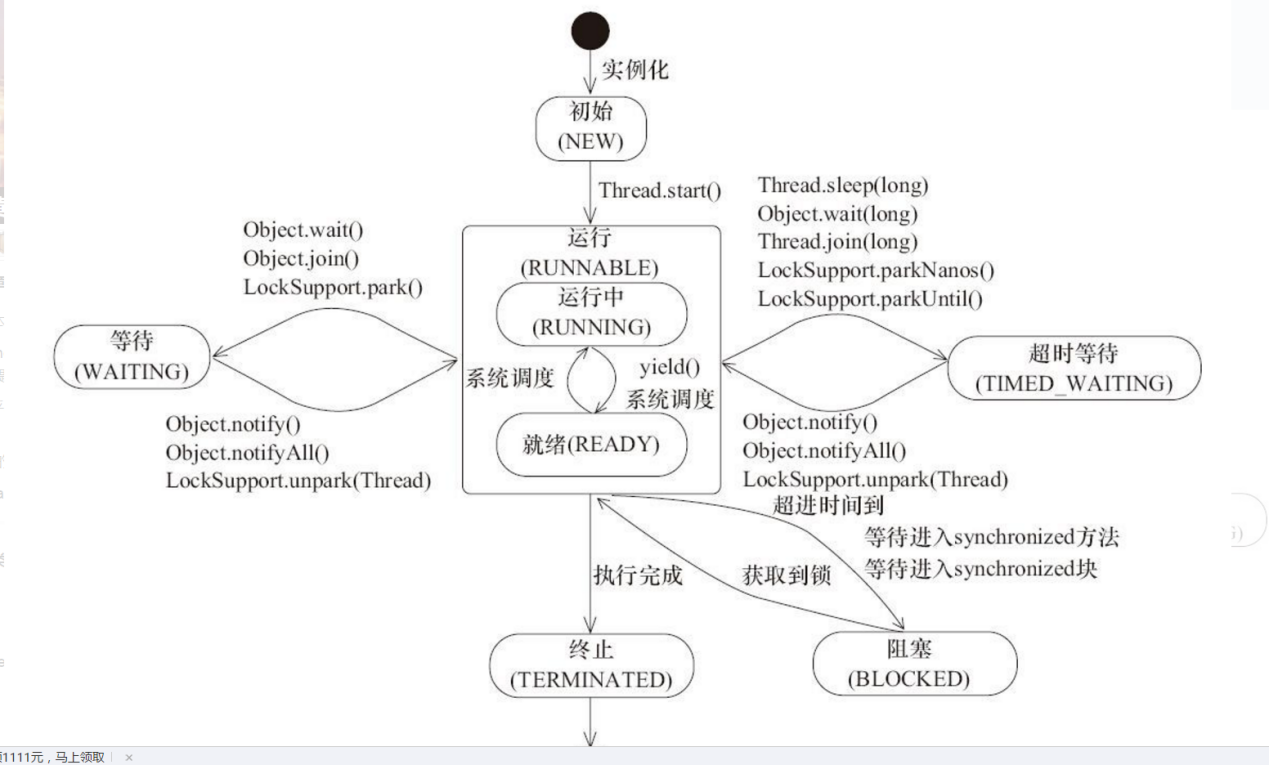 实例化
初始
(NEW)
Thread.start()
Thread.sleep(long)
Object.wait(long)
Thread.join(long)
LockSupport.parkNanos()
LockSupport.parkUntil()
Object.wait()
Object.join()
LockSupport.park()
运行
(RUNNABLE)
运行中
(RUNNING)
等待
(WAITING)
超时等待
(TIMED_WAITING)
系统调度
yield()
系统调度
就绪(READY)
Object.notify()
Object.notifyAll()
LockSupport.unpark(Thread)
Object.notify()
Object.notifyAll()
LockSupport.unpark(Thread)
超进时间到
等待进入synchronized方法
等待进入synchronized块
执行完成
获取到锁
终止
(TERMINATED)
阻塞
(BLOCKED)
1111元，马上领取